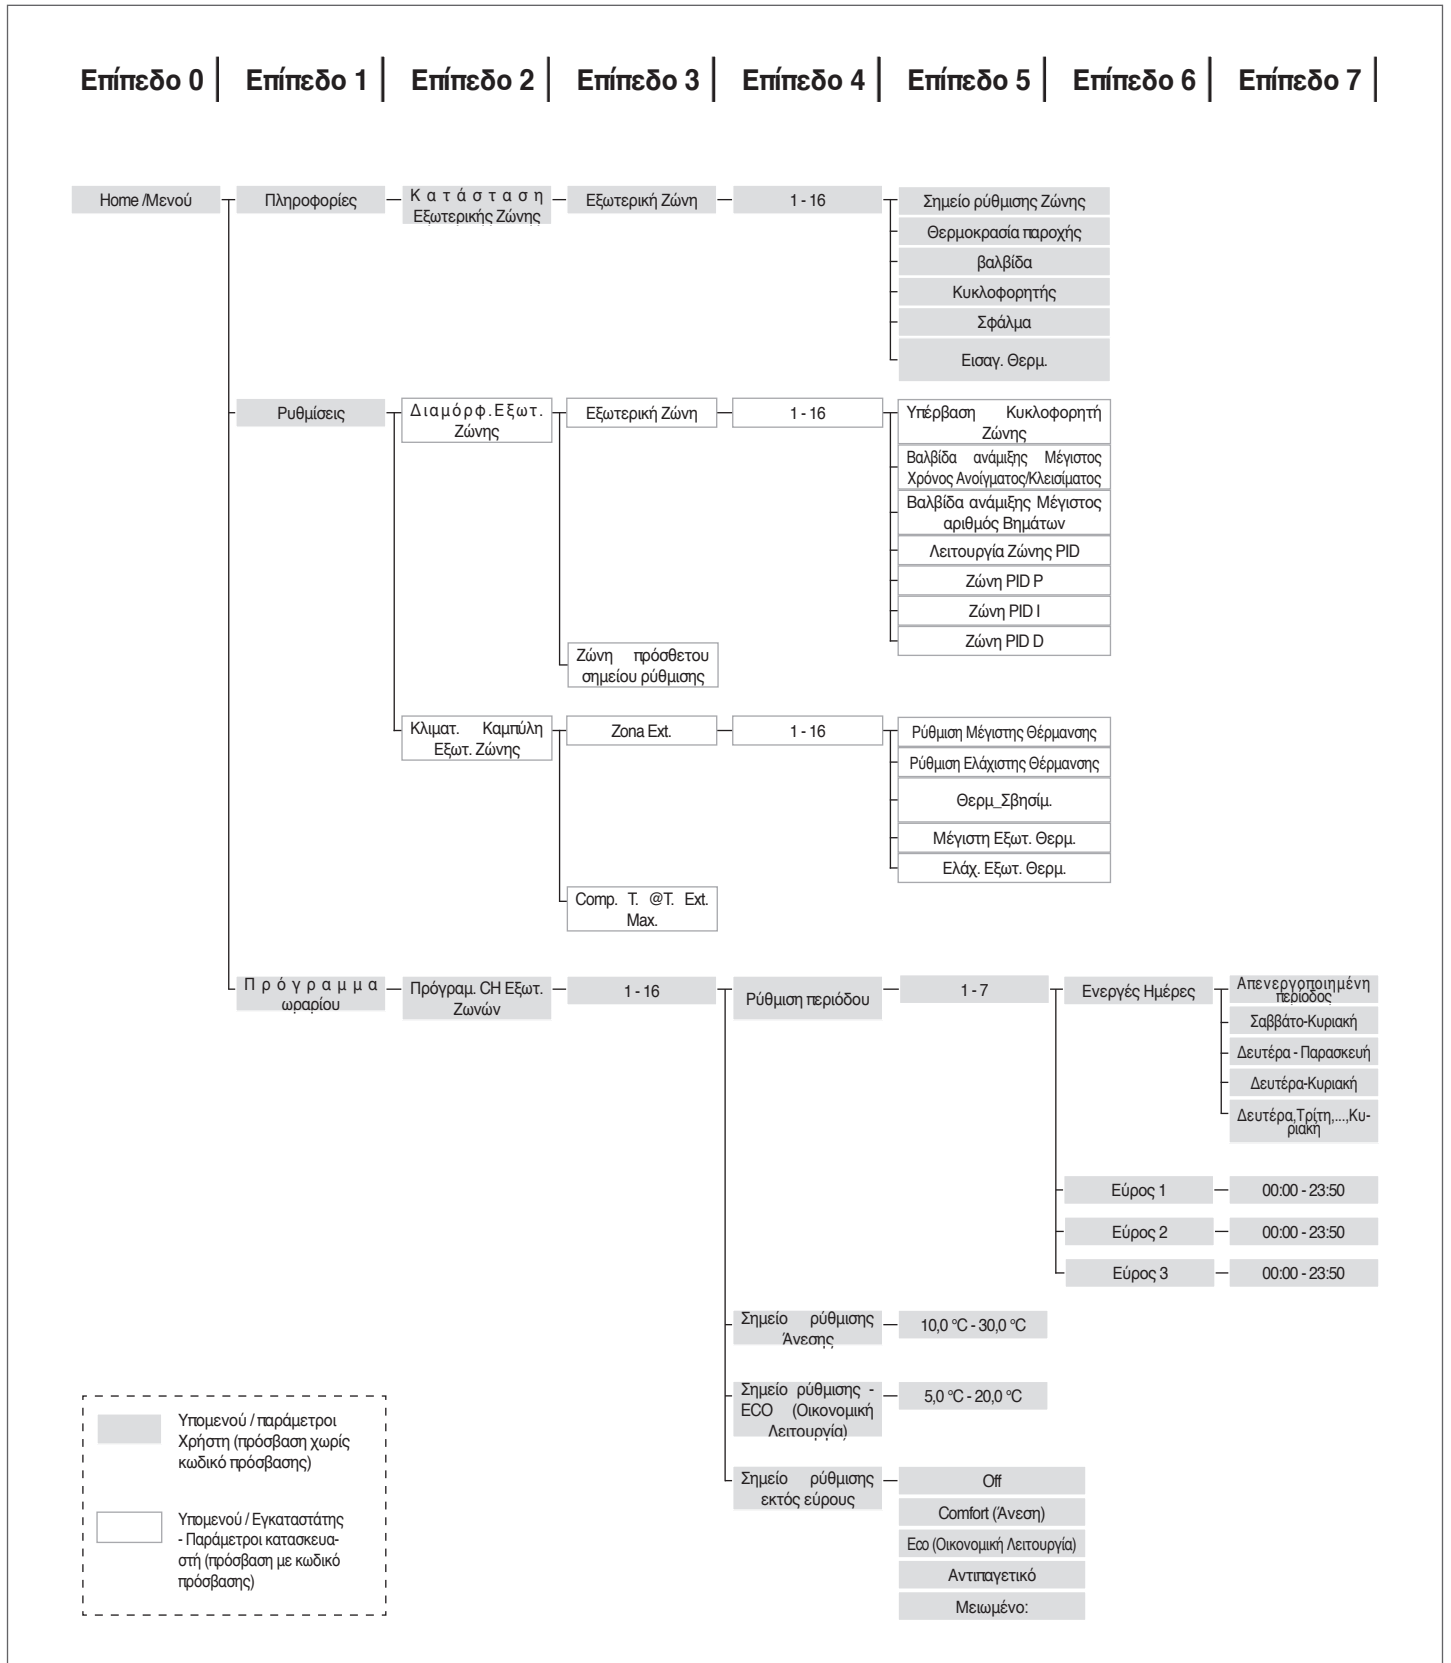 Επίπεδο 0 Επίπεδο 1 Επίπεδο 2 Επίπεδο 3 Επίπεδο 4 Επίπεδο 5 Επίπεδο 6 Επίπεδο 7
Home /Μενού
Πληροφορίες
Κατάσταση
Εξωτερικής Ζώνης
Εξωτερική Ζώνη
1 - 16
Σημείο ρύθμισης Ζώνης
Θερμοκρασία παροχής
βαλβίδα
Κυκλοφορητής
Σφάλμα
Εισαγ. Θερμ.
Ρυθμίσεις
Διαμόρφ.Εξωτ.
Ζώνης
Εξωτερική Ζώνη
1 - 16
Υπέρβαση Κυκλοφορητή
Ζώνης
Βαλβίδα ανάμιξης Μέγιστος
Χρόνος Ανοίγματος/Κλεισίματος
Βαλβίδα ανάμιξης Μέγιστος
αριθμός Βημάτων
Λειτουργία Ζώνης PID
Ζώνη PID P
Ζώνη PID I
Ζώνη PID D
Ζώνη πρόσθετου
σημείου ρύθμισης
Κλιματ. Καμπύλη
Εξωτ. Ζώνης
Zona Ext.
1 - 16
Ρύθμιση Μέγιστης Θέρμανσης
Ρύθμιση Ελάχιστης Θέρμανσης
Θερμ_Σβησίμ.
Μέγιστη Εξωτ. Θερμ.
Ελάχ. Εξωτ. Θερμ.
Comp. T. @T. Ext.
Max.
Πρόγραμμα
ωραρίου
Πρόγραμ. CH Εξωτ.
Ζωνών
1 - 16
Ρύθμιση περιόδου
1 - 7
Ενεργές Ημέρες
Απενεργοποιημένη
περίοδος
Σαββάτο-Κυριακή
Δευτέρα - Παρασκευή
Δευτέρα-Κυριακή
Δευτέρα,Τρίτη,...,Κυ-
ριακή
Εύρος 1
00:00 - 23:50
Εύρος 2
00:00 - 23:50
Εύρος 3
00:00 - 23:50
Σημείο ρύθμισης
Άνεσης
10,0 °C - 30,0 °C
Σημείο ρύθμισης -
ECO (Οικονομική
Λειτουργία)
5,0 °C - 20,0 °C
Σημείο ρύθμισης
εκτός εύρους
Off
Comfort (Άνεση)
Eco (Οικονομική Λειτουργία)
Αντιπαγετικό
Μειωμένο:
Υπομενού / παράμετροι
Χρήστη (πρόσβαση χωρίς
κωδικό πρόσβασης)
Υπομενού / Εγκαταστάτης
- Παράμετροι κατασκευα-
στή (πρόσβαση με κωδικό
πρόσβασης)